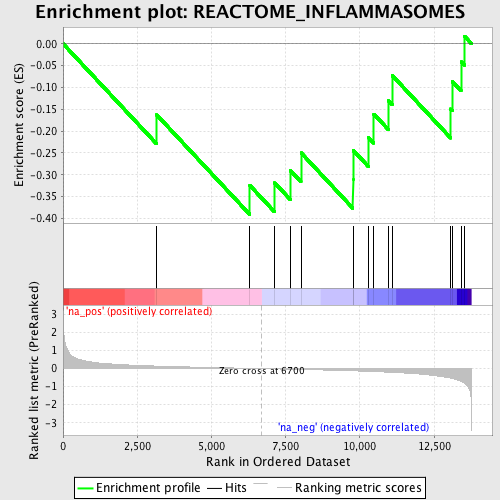 Enrichment plot: REACTOME_INFLAMMASOMES
Enrichment score (ES)
0.00
-0.05
-0.10
-0.15
-0.20
-0.25
-0.30
-0.35
-0.40
'na_pos' (positively correlated)
Ranked list metric (PreRanked)
3
2
1
0
-1
-2
-3
Zero cross at 6700
'na_neg' (negatively correlated)
0 2,500 5,000 7,500 10,000 12,500
Rank in Ordered Dataset
Enrichment profile Hits Ranking metric scores